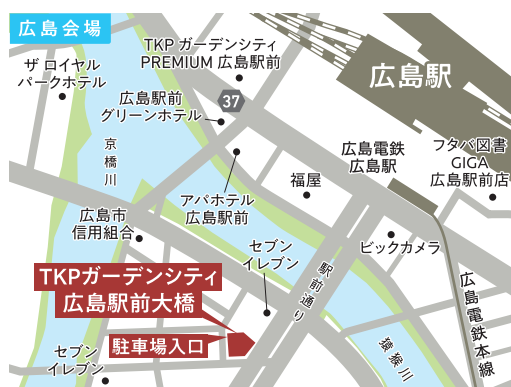 広島会場
TKP ガーデンシティ
PREMIUM 広島駅前
ザ ロイヤル
パークホテル
広島駅
37
広島駅前
グリーンホテル
京橋川
広島電鉄
広島駅
フタバ図書
GIGA
広島駅前店
福屋
アパホテル
広島駅前
広島市
信用組合
セブン
イレブン
ビックカメラ
TKPガーデンシティ
広島駅前大橋
駅前通り
広島電鉄本線
駐車場入口
猿猴川
セブン
イレブン